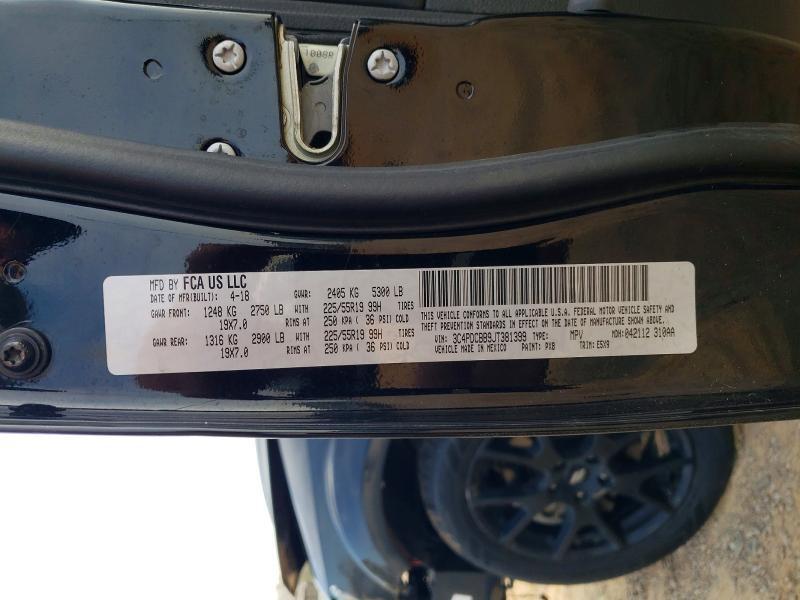 1008R
MFD BY FCA US LLC
DATE OF MFR(BUILT): 4-18 GVWR: 2405 KG 5300 LB
GAWR FRONT: 1248 KG 2750 LB WITH 225/55R19 99H TIRES
19X7.0 RIMS AT 250 KPA ( 36 PSI) COLD
GAWR REAR: 1316 KG 2900 LB WITH 225/55R19 99H TIRES
19X7.0 RIMS AT 250 KPA ( 36 PSI) COLD
THIS VEHICLE CONFORMS TO ALL APPLICABLE U.S.A. FEDERAL MOTOR VEHICLE SAFETY AND
THEFT PREVENTION STANDARDS IN EFFECT ON THE DATE OF MANUFACTURE SHOWN ABOVE.
VIN: 3C4PDCBB9JT381399 TYPE: MPV MDH: 042112 310AA
VEHICLE MADE IN MEXICO PAINT: PX8 TRIM: E5X9